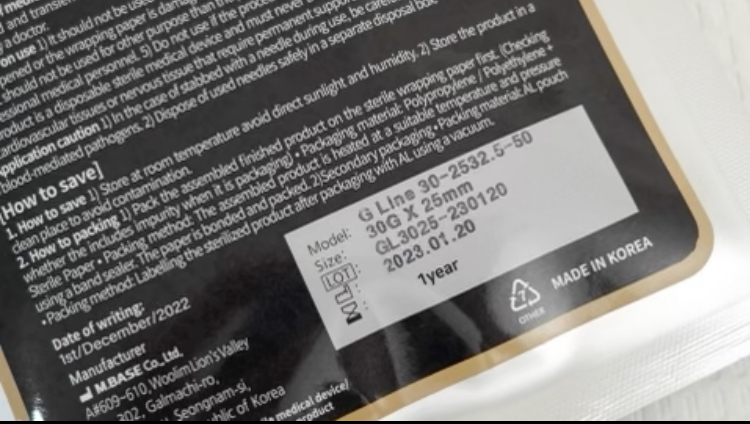 and transfer
a doctor.
on use ) 1) It should not be used
pened or the wrapping paper is damag
should not be used for other purpose than th
sional medical personnel. 5) Do not use if the proce
oduct is a disposable sterile medical device and must never
ardiovascular tissues or nervous tissue that require permanent suppor
pplication caution 1) In the case of stabbed with a needle during use, be care
blood-mediated pathogens. 2) Dispose of used needles safely in a separate disposal box.
[How to save]
1. How to save 1) Store at room temperature avoid direct sunlight and humidity. 2) Store the product in a
clean place to avoid contamination.
2. How to packing 1) Pack the assembled finished product on the sterile wrapping paper first. (Checking
whether the includes impurity when it is packaging) • Packaging material: Polypropylene / Polyethylene +
Sterile Paper • Packing method: The assembled product is heated at a suitable temperature and pressure
using a band sealer. The paper is bonded and packed. 2)Secondary packaging • Packing material: AL pouch
• Packing method: Labelling the sterilized product after packaging with AL using a vacuum.
Date of writing:
1st/December/2022
Manufacturer
M.BASE Co., Ltd.
A#609~610, Woolim Lion's Valley
302, Galmachi-ro,
Seongnam-si,
blic of Korea
medical device/
product
Model: G Line 30-2532.5-50
Size: 30G X 25mm
LOT : GL3025-230120
: 2023.01.20
: 1year
7
OTHER
MADE IN KOREA